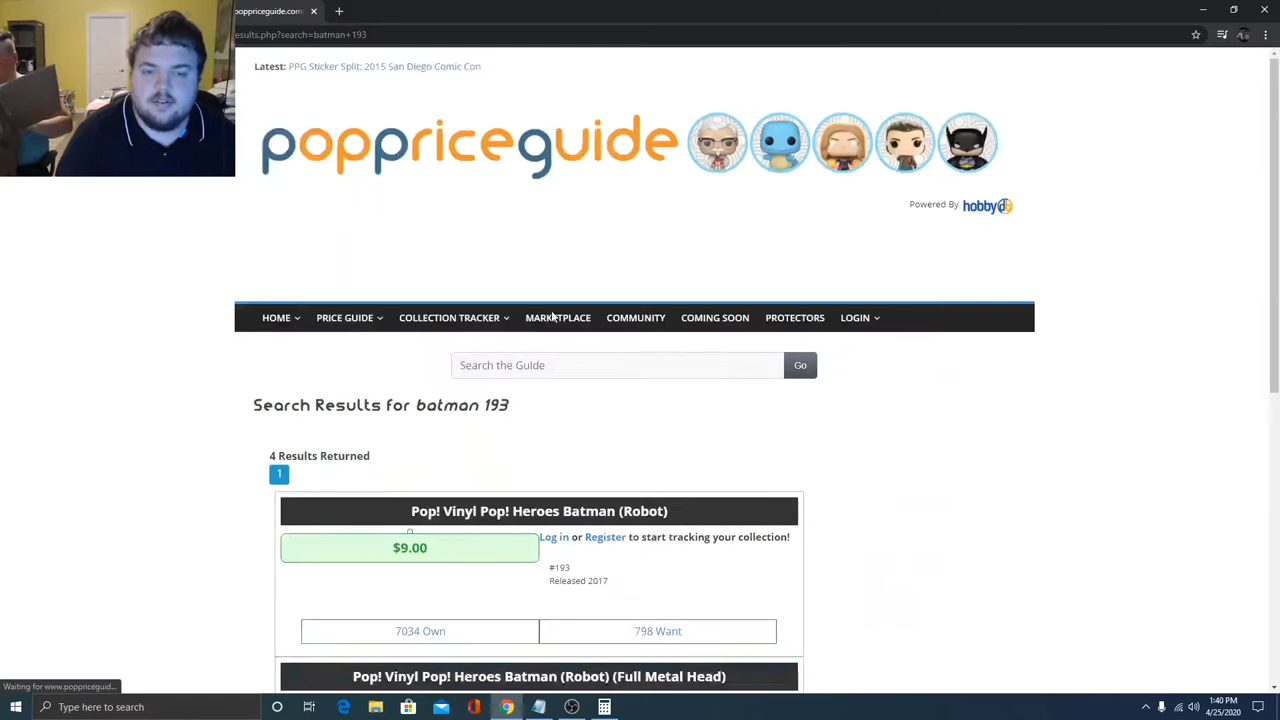 poppriceguide.com
esults.php?search=batman+193
Latest: PPG Sticker Split: 2015 San Diego Comic Con
poppriceguide
Powered By hobbydb
HOME PRICE GUIDE COLLECTION TRACKER MARKETPLACE COMMUNITY COMING SOON PROTECTORS LOGIN
Search the Guide Go
Search Results for batman 193
4 Results Returned
1
Pop! Vinyl Pop! Heroes Batman (Robot)
$9.00
Log in or Register to start tracking your collection!
#193
Released 2017
7034 Own 798 Want
Pop! Vinyl Pop! Heroes Batman (Robot) (Full Metal Head)
Waiting for www.poppriceguid...
Type here to search
1:40 PM
4/25/2020